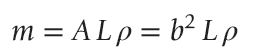 m = A L ρ = b² L ρ